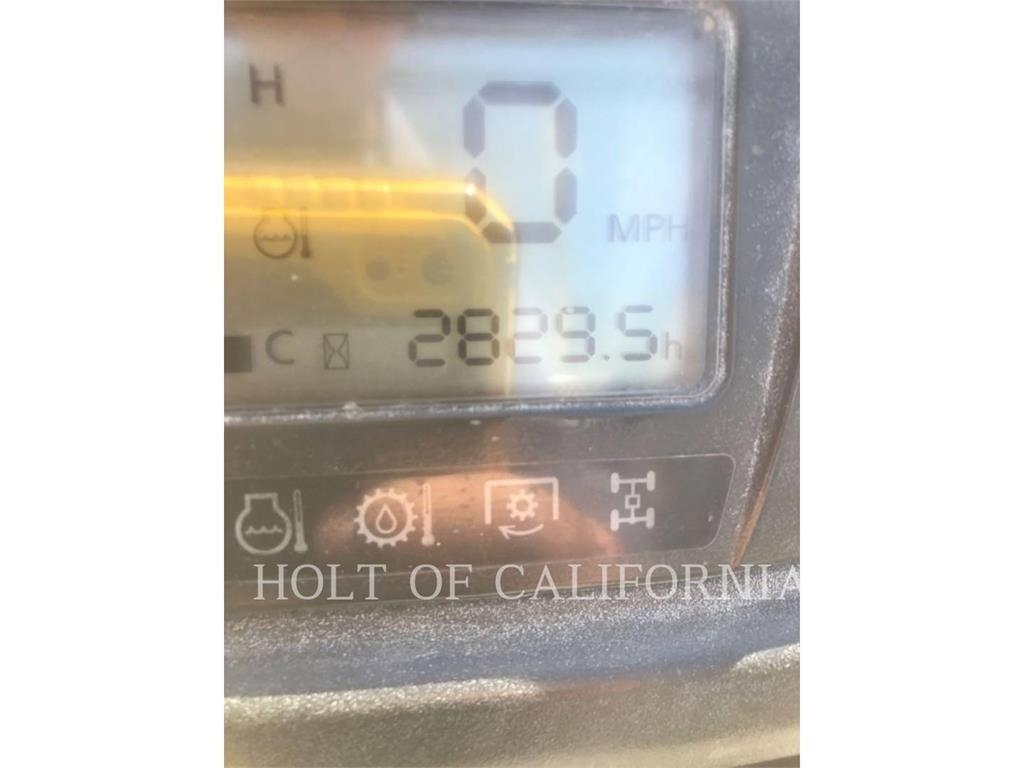 H
0
MPH
C
2829.5h
HOLT OF CALIFORNIA